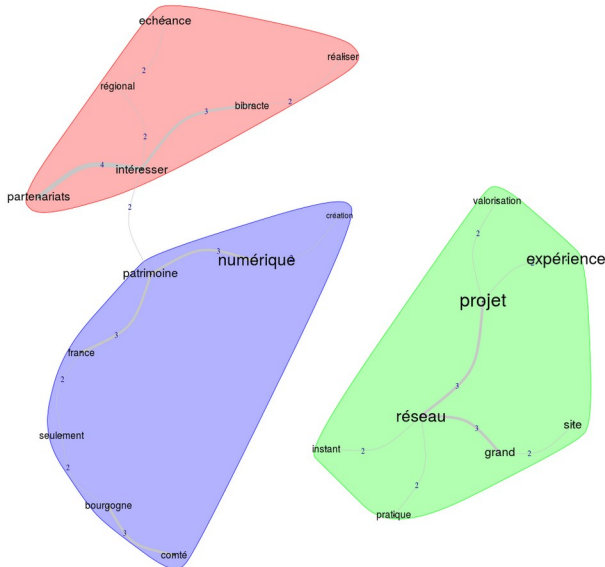 echéance
réaliser
2
régional
2
bibracte
3
2
intéresser
4
partenariats
2
création
numérique
3
patrimoine
3
france
2
seulement
2
bourgogne
3
comté
valorisation
2
expérience
projet
3
réseau
3
site
instant
2
grand
2
2
pratique